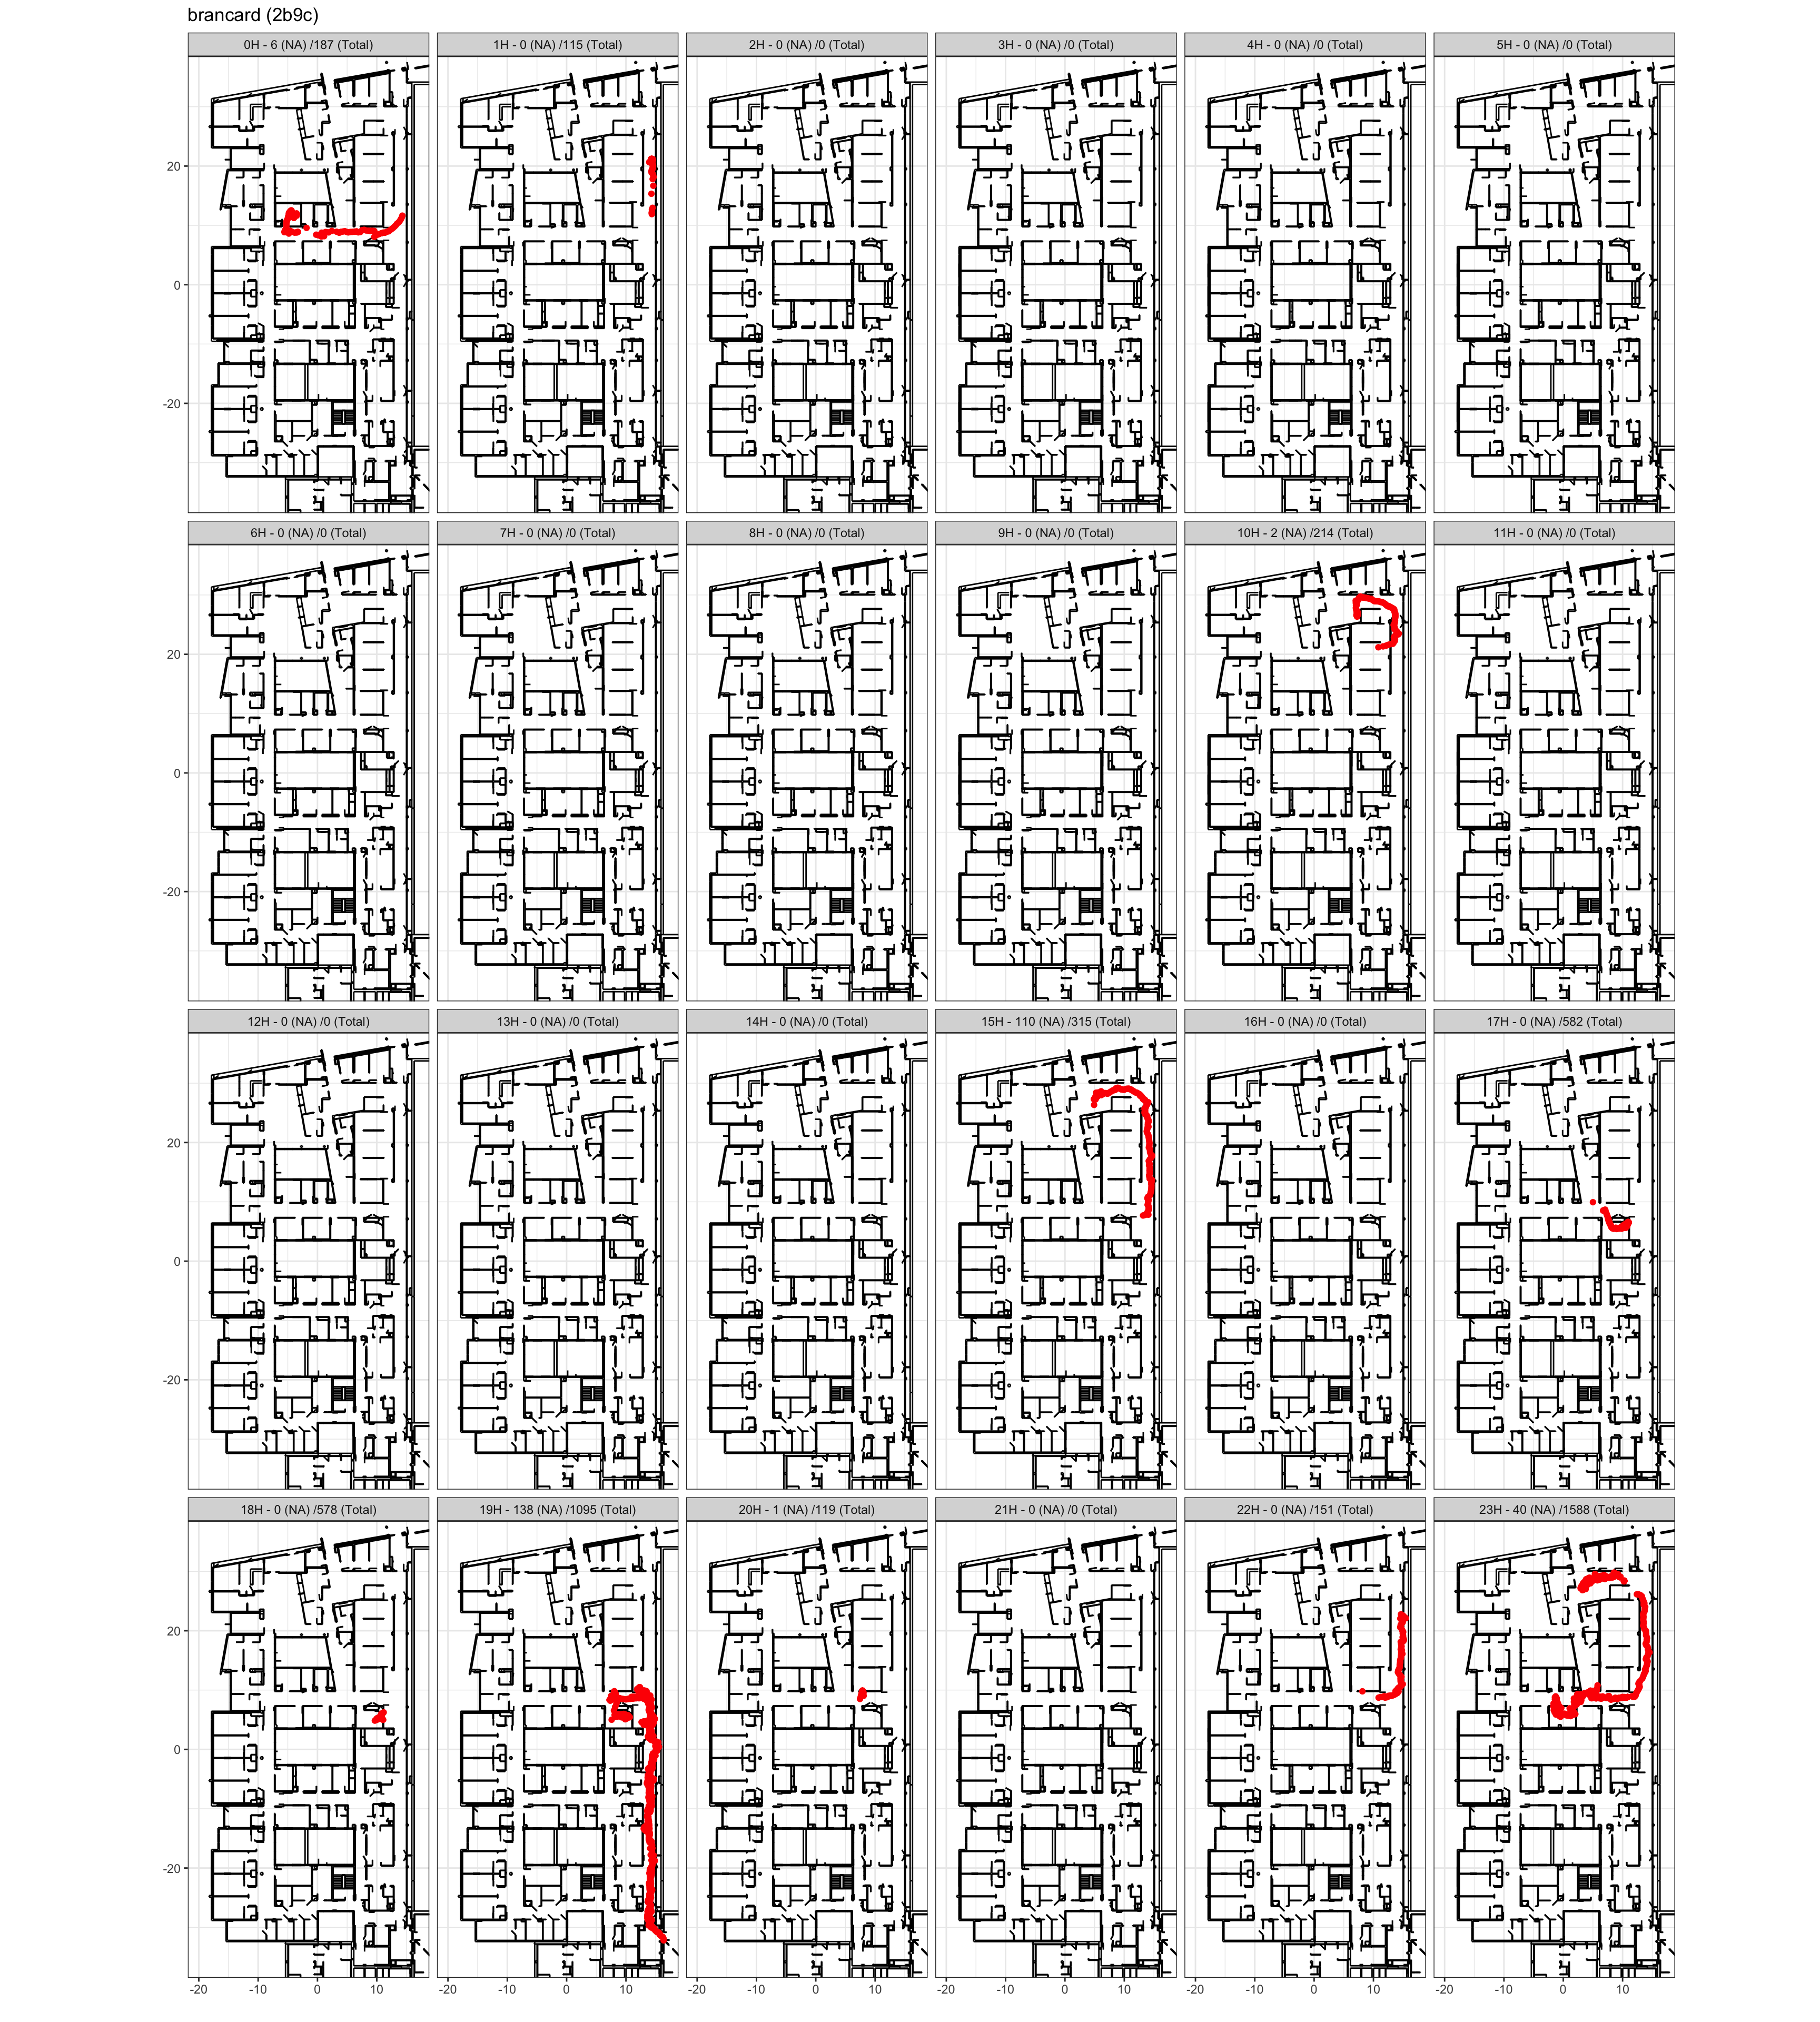 brancard (2b9c)
0H - 6 (NA) /187 (Total)
1H - 0 (NA) /115 (Total)
2H - 0 (NA) /0 (Total)
3H - 0 (NA) /0 (Total)
4H - 0 (NA) /0 (Total)
5H - 0 (NA) /0 (Total)
20
0
-20
6H - 0 (NA) /0 (Total)
7H - 0 (NA) /0 (Total)
8H - 0 (NA) /0 (Total)
9H - 0 (NA) /0 (Total)
10H - 2 (NA) /214 (Total)
11H - 0 (NA) /0 (Total)
20
0
-20
12H - 0 (NA) /0 (Total)
13H - 0 (NA) /0 (Total)
14H - 0 (NA) /0 (Total)
15H - 110 (NA) /315 (Total)
16H - 0 (NA) /0 (Total)
17H - 0 (NA) /582 (Total)
20
0
-20
18H - 0 (NA) /578 (Total)
19H - 138 (NA) /1095 (Total)
20H - 1 (NA) /119 (Total)
21H - 0 (NA) /0 (Total)
22H - 0 (NA) /151 (Total)
23H - 40 (NA) /1588 (Total)
20
0
-20
-20 -10 0 10
-20 -10 0 10
-20 -10 0 10
-20 -10 0 10
-20 -10 0 10
-20 -10 0 10